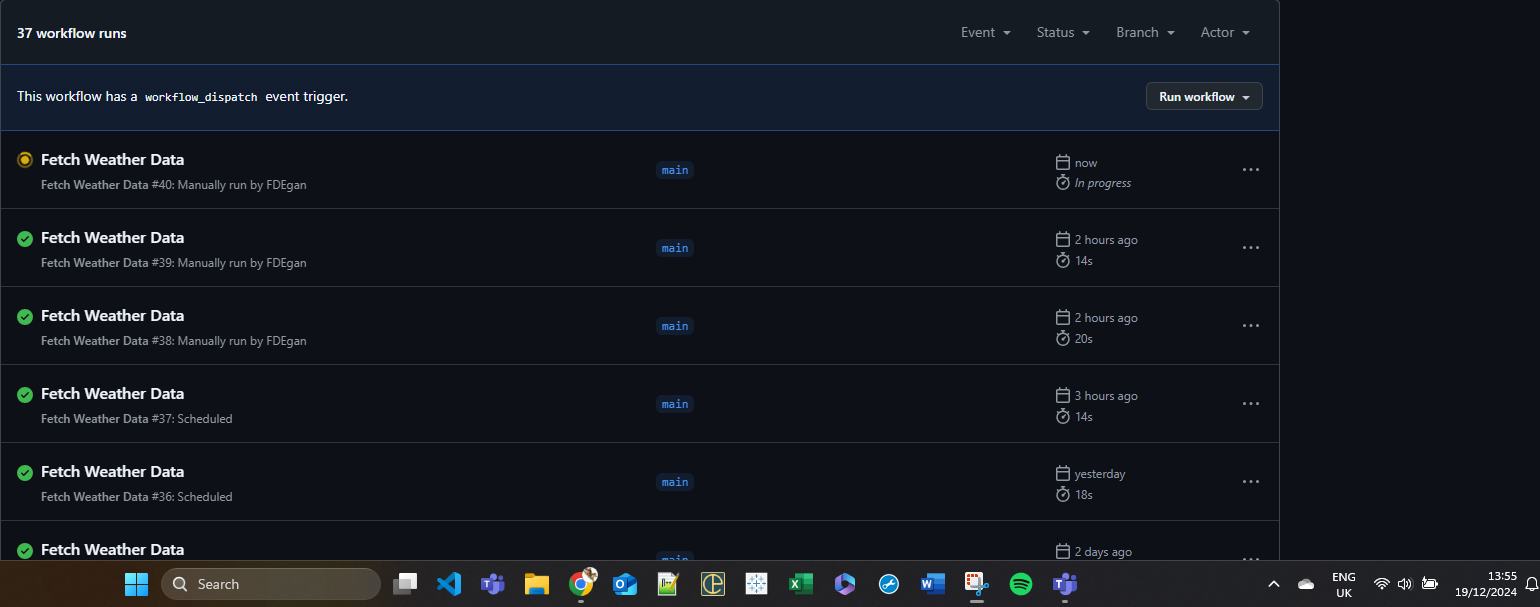 37 workflow runs
Event Status Branch Actor
This workflow has a workflow_dispatch event trigger.
Run workflow
Fetch Weather Data
Fetch Weather Data #40: Manually run by FDEgan
main
now
In progress
Fetch Weather Data
Fetch Weather Data #39: Manually run by FDEgan
main
2 hours ago
14s
Fetch Weather Data
Fetch Weather Data #38: Manually run by FDEgan
main
2 hours ago
20s
Fetch Weather Data
Fetch Weather Data #37: Scheduled
main
3 hours ago
14s
Fetch Weather Data
Fetch Weather Data #36: Scheduled
main
yesterday
18s
Fetch Weather Data
main
2 days ago
Search
ENG
UK
13:55
19/12/2024